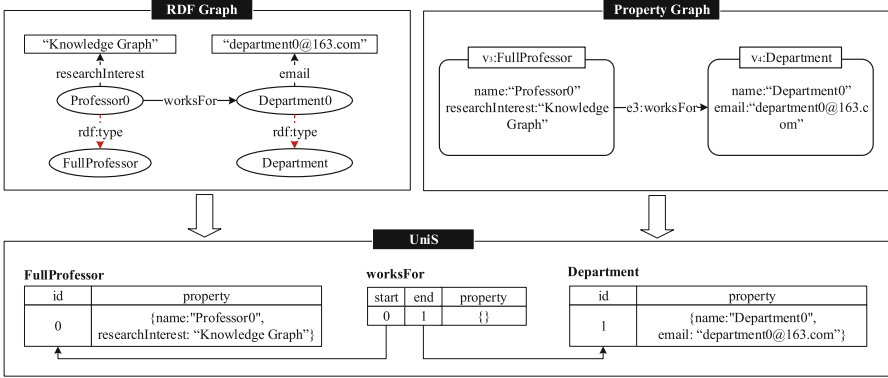 RDF Graph
“Knowledge Graph” “department0@163.com”
researchInterest email
Professor0 worksFor Department0
rdf:type rdf:type
FullProfessor Department
Property Graph
v3:FullProfessor v4:Department
name:“Professor0”
researchInterest:“Knowledge
Graph”
e3:worksFor
name:“Department0”
email:“department0@163.c
om”
UniS
FullProfessor
id property
0 {name:"Professor0",
researchInterest: “Knowledge Graph”}
worksFor
start end property
0 1 {}
Department
id property
1 {name:"Department0",
email: “department0@163.com”}